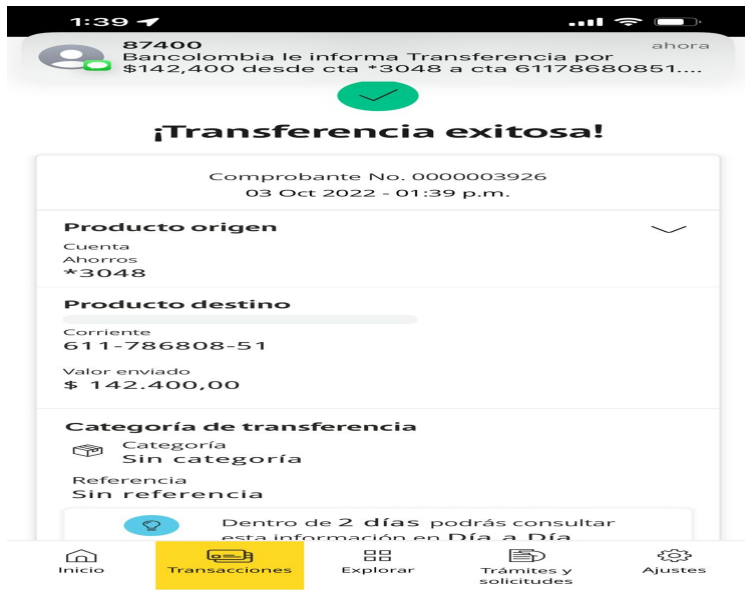 1:39
87400
ahora
Bancolombia le informa Transferencia por
$142,400 desde cta *3048 a cta 61178680851....
¡Transferencia exitosa!
Comprobante No. 0000003926
03 Oct 2022 - 01:39 p.m.
Producto origen
Cuenta
Ahorros
*3048
Producto destino
Corriente
611-786808-51
Valor enviado
$ 142.400,00
Categoría de transferencia
Categoría
Sin categoría
Referencia
Sin referencia
Dentro de 2 días podrás consultar
esta información en Día a Día
Inicio
Transacciones
Explorar
Trámites y
solicitudes
Ajustes